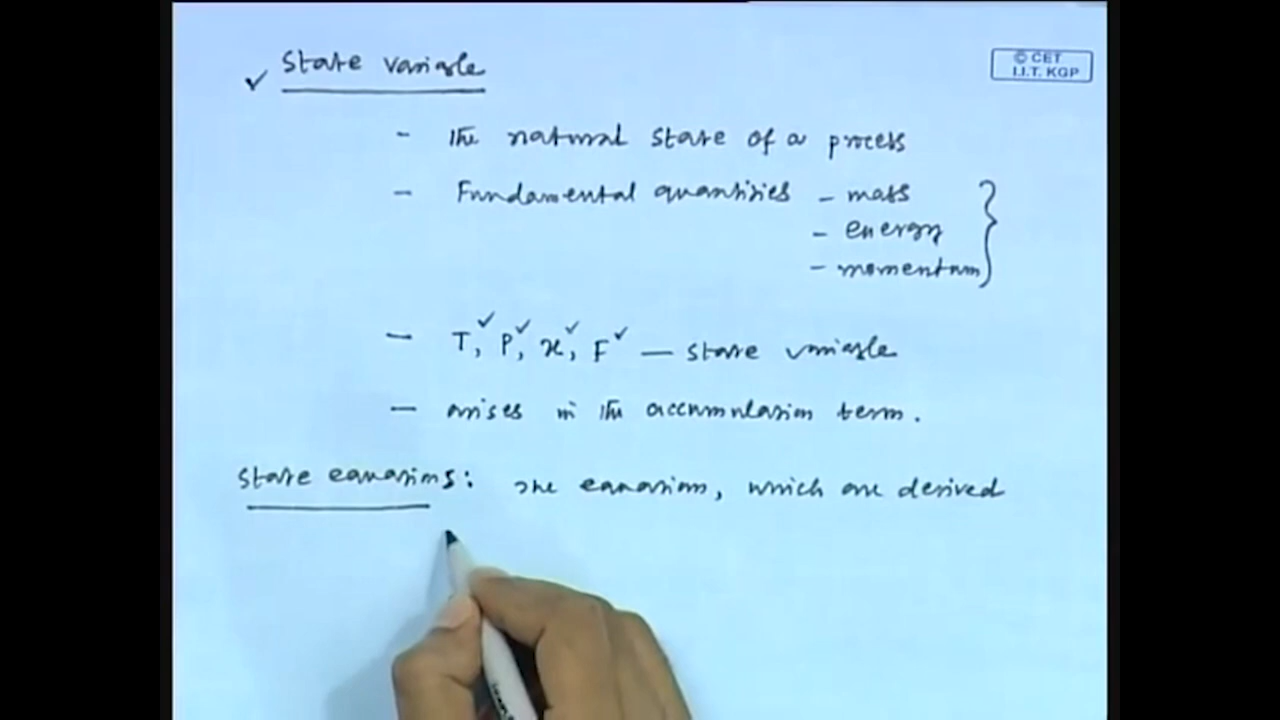 © CET
I.I.T. KGP
✓ State variable
- The natural state of a process
- Fundamental quantities - mass
- energy
- momentum
- T, P, x, F - state variable
- arises in the accumulation term.
State equations: The equations, which are derived